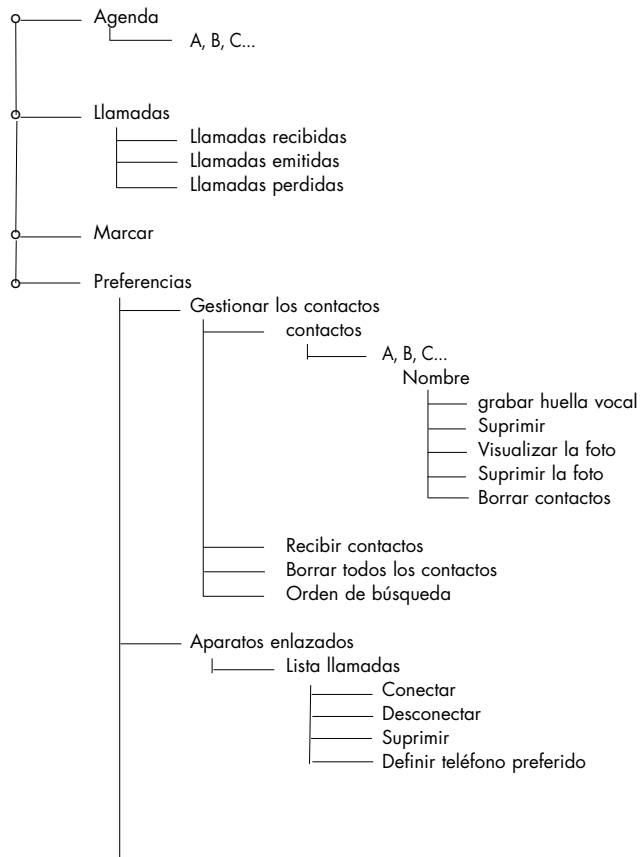 Agenda
A, B, C...
Llamadas
Llamadas recibidas
Llamadas emitidas
Llamadas perdidas
Marcar
Preferencias
Gestionar los contactos
contactos
A, B, C...
Nombre
grabar huella vocal
Suprimir
Visualizar la foto
Suprimir la foto
Borrar contactos
Recibir contactos
Borrar todos los contactos
Orden de búsqueda
Aparatos enlazados
Lista llamadas
Conectar
Desconectar
Suprimir
Definir teléfono preferido